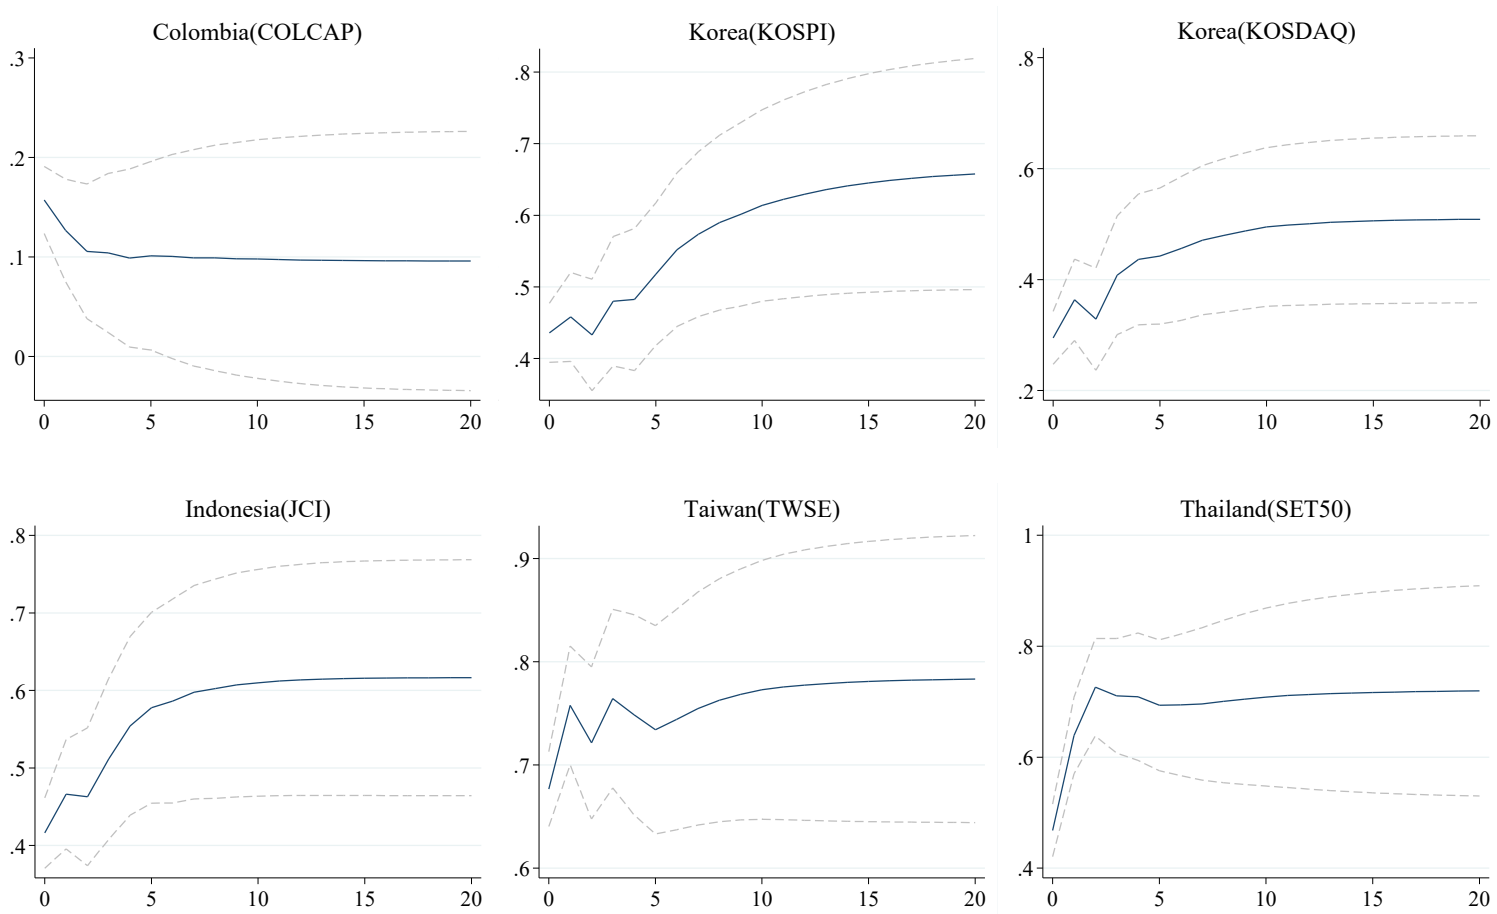 Colombia(COLCAP)
.3
.2
.1
0
0 5 10 15 20
Korea(KOSPI)
.8
.7
.6
.5
.4
0 5 10 15 20
Korea(KOSDAQ)
.8
.6
.4
.2
0 5 10 15 20
Indonesia(JCI)
.8
.7
.6
.5
.4
0 5 10 15 20
Taiwan(TWSE)
.9
.8
.7
.6
0 5 10 15 20
Thailand(SET50)
1
.8
.6
.4
0 5 10 15 20